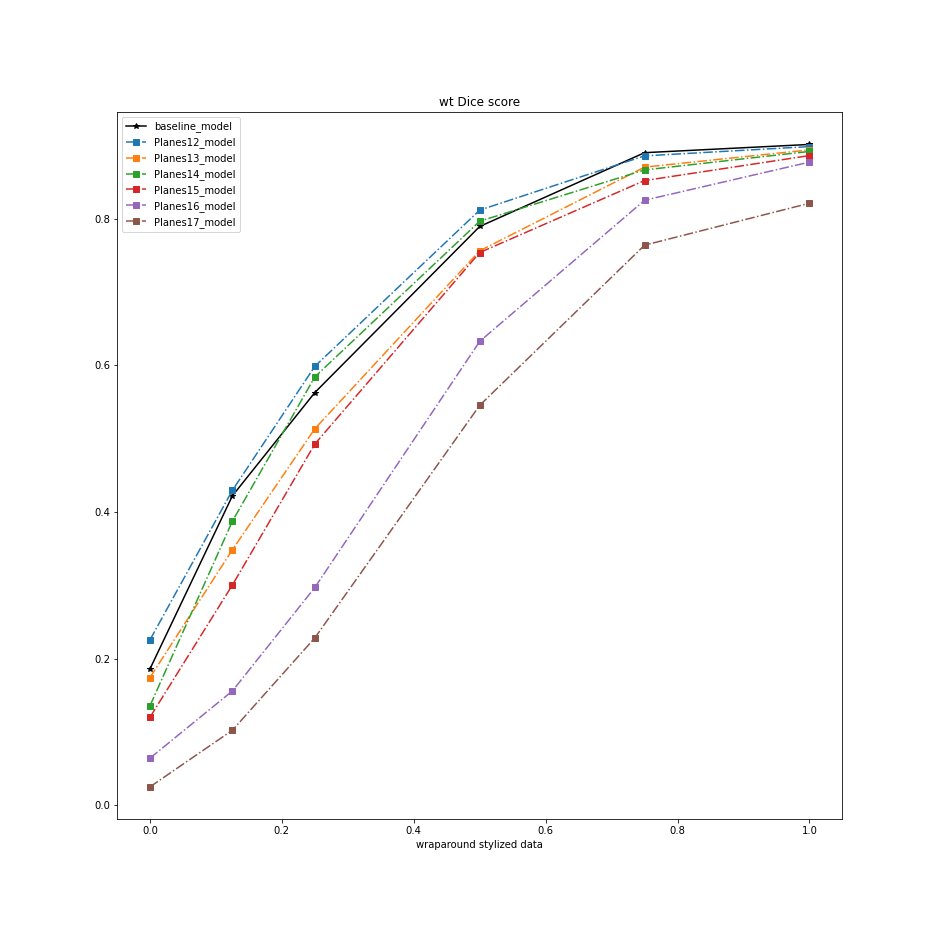 wt Dice score
baseline_model
Planes12_model
Planes13_model
Planes14_model
Planes15_model
Planes16_model
Planes17_model
0.8
0.6
0.4
0.2
0.0
0.0 0.2 0.4 0.6 0.8 1.0
wraparound stylized data